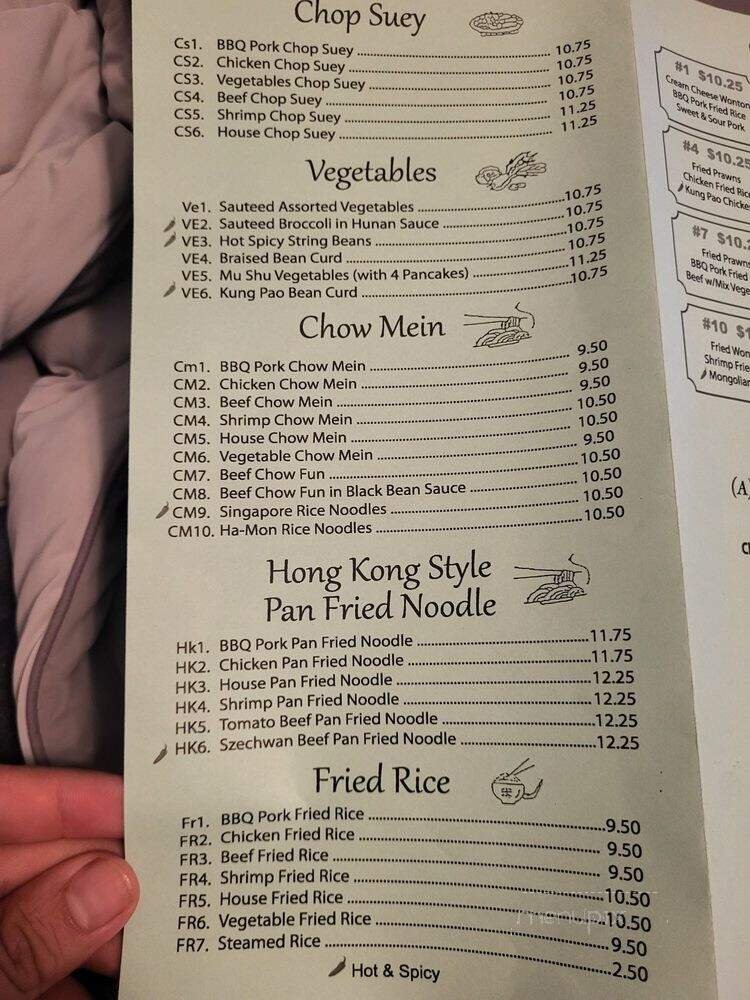 Chop Suey
Cs1. BBQ Pork Chop Suey 10.75
CS2. Chicken Chop Suey 10.75
CS3. Vegetables Chop Suey 10.75
CS4. Beef Chop Suey 10.75
CS5. Shrimp Chop Suey 11.25
CS6. House Chop Suey 11.25
Vegetables
Ve1. Sauteed Assorted Vegetables 10.75
VE2. Sauteed Broccoli in Hunan Sauce 10.75
VE3. Hot Spicy String Beans 10.75
VE4. Braised Bean Curd 10.75
VE5. Mu Shu Vegetables (with 4 Pancakes) 11.25
VE6. Kung Pao Bean Curd 10.75
Chow Mein
Cm1. BBQ Pork Chow Mein 9.50
CM2. Chicken Chow Mein 9.50
CM3. Beef Chow Mein 9.50
CM4. Shrimp Chow Mein 10.50
CM5. House Chow Mein 10.50
CM6. Vegetable Chow Mein 9.50
CM7. Beef Chow Fun 10.50
CM8. Beef Chow Fun in Black Bean Sauce 10.50
CM9. Singapore Rice Noodles 10.50
CM10. Ha-Mon Rice Noodles 10.50
Hong Kong Style
Pan Fried Noodle
Hk1. BBQ Pork Pan Fried Noodle 11.75
HK2. Chicken Pan Fried Noodle 11.75
HK3. House Pan Fried Noodle 12.25
HK4. Shrimp Pan Fried Noodle 12.25
HK5. Tomato Beef Pan Fried Noodle 12.25
HK6. Szechwan Beef Pan Fried Noodle 12.25
Fried Rice
Fr1. BBQ Pork Fried Rice 9.50
FR2. Chicken Fried Rice 9.50
FR3. Beef Fried Rice 9.50
FR4. Shrimp Fried Rice 10.50
FR5. House Fried Rice 10.50
FR6. Vegetable Fried Rice 9.50
FR7. Steamed Rice 2.50
Hot & Spicy
#1 $10.25
Cream Cheese Wonton
BBQ Pork Fried Rice
Sweet & Sour Pork
#4 $10.25
Fried Prawns
Chicken Fried Rice
Kung Pao Chicke
#7 $10.2
Fried Prawns
BBQ Pork Fried
Beef w/Mix Vege
#10 $1
Fried Won
Shrimp Frie
Mongolian
(A)